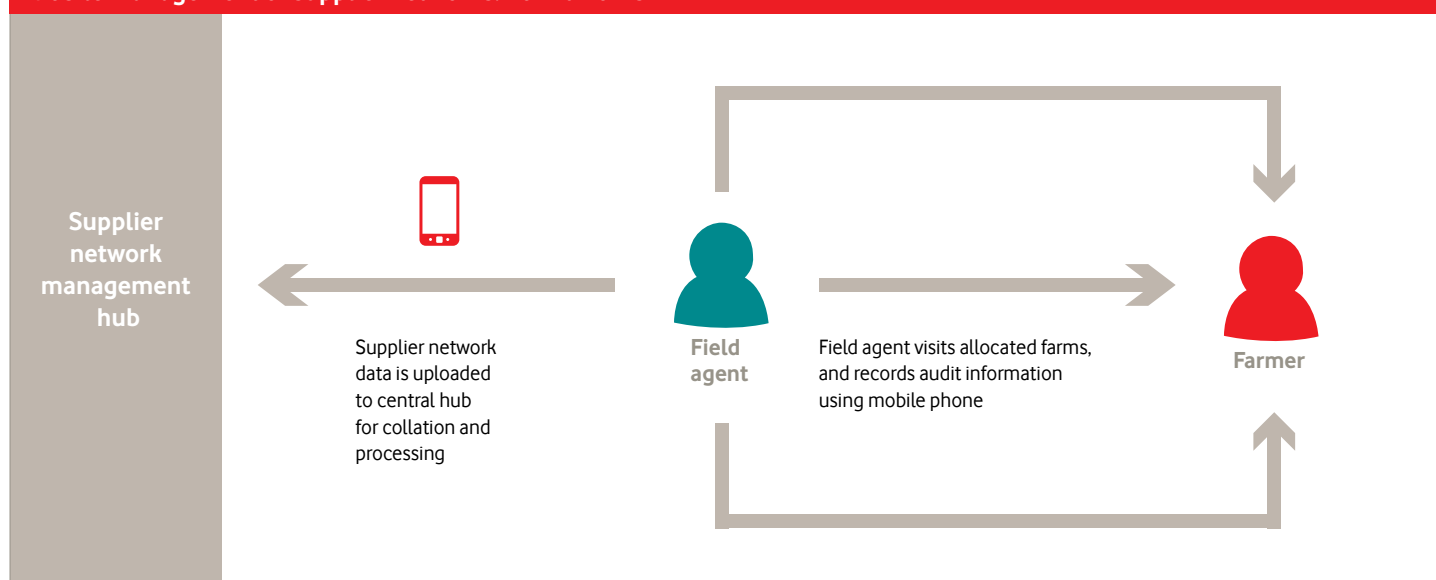 Supplier
network
management
hub
Supplier network
data is uploaded
to central hub
for collation and
processing
Field
agent
Field agent visits allocated farms,
and records audit information
using mobile phone
Farmer